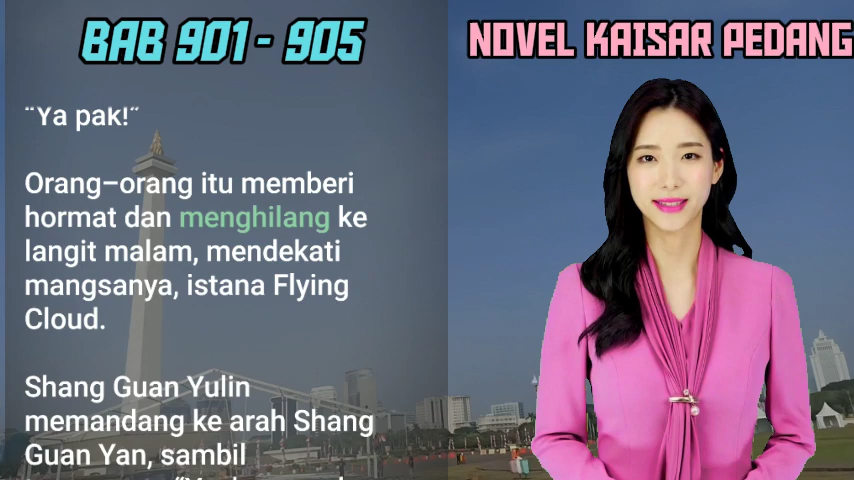 BAB 901 - 905
NOVEL KAISAR PEDANG
"Ya pak!"
Orang-orang itu memberi
hormat dan menghilang ke
langit malam, mendekati
mangsanya, istana Flying
Cloud.
Shang Guan Yulin
memandang ke arah Shang
Guan Yan, sambil